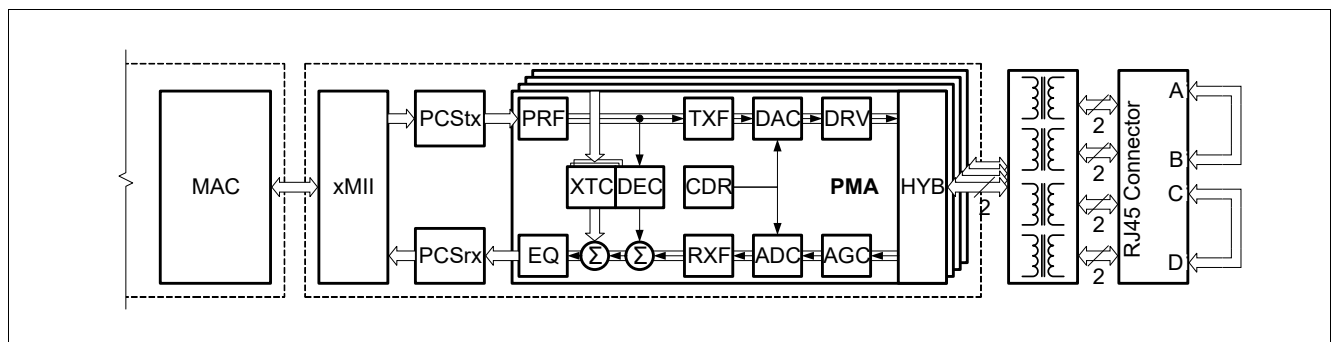 MAC
xMII
PCStx
PCSrx
PRF
TXF
DAC
DRV
XTC
DEC
CDR
PMA
HYB
EQ
Σ
Σ
RXF
ADC
AGC
2
2
2
2
2
RJ45 Connector
A
B
C
D